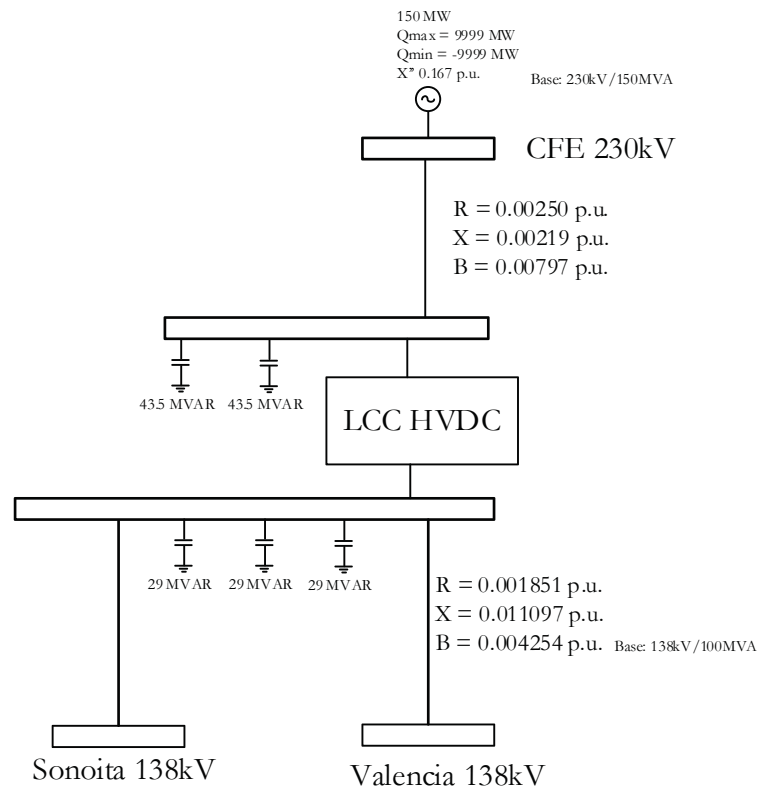 150 MW
Qmax = 9999 MW
Qmin = -9999 MW
X" 0.167 p.u.
Base: 230kV/150MVA
CFE 230kV
R = 0.00250 p.u.
X = 0.00219 p.u.
B = 0.00797 p.u.
43.5 MVAR
43.5 MVAR
LCC HVDC
29 MVAR
29 MVAR
29 MVAR
R = 0.001851 p.u.
X = 0.011097 p.u.
B = 0.004254 p.u.
Base: 138kV/100MVA
Sonoita 138kV
Valencia 138kV